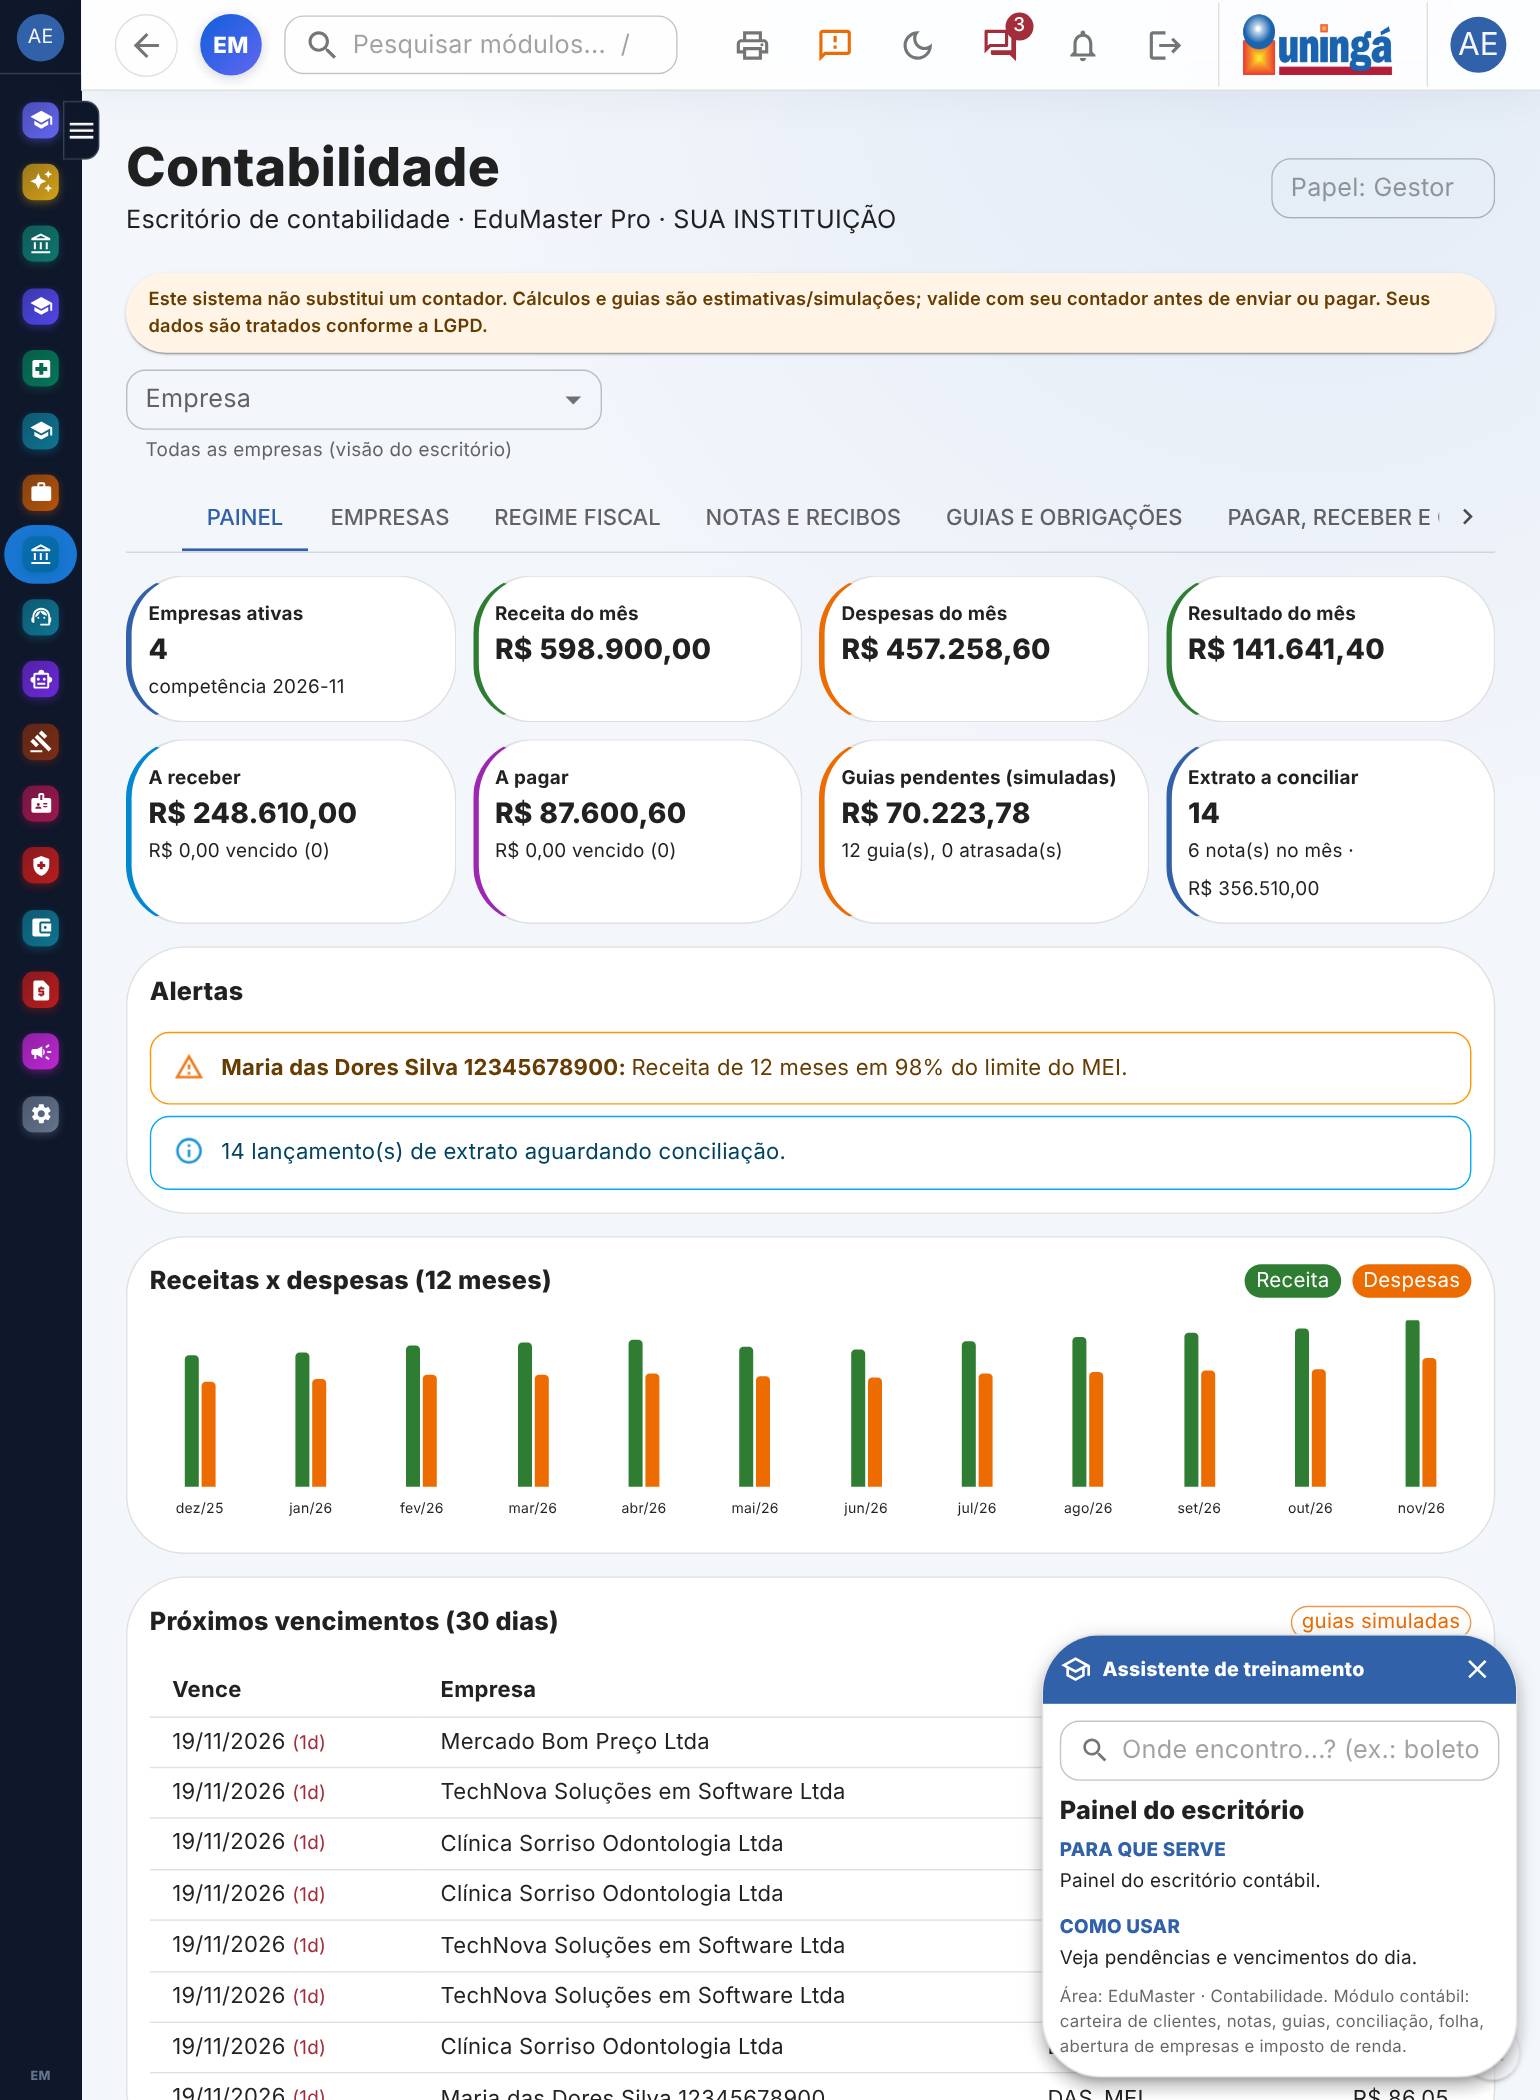 AE
EM
Pesquisar módulos... /
3
uningá
AE
Contabilidade
Escritório de contabilidade · EduMaster Pro · SUA INSTITUIÇÃO
Papel: Gestor
Este sistema não substitui um contador. Cálculos e guias são estimativas/simulações; valide com seu contador antes de enviar ou pagar. Seus
dados são tratados conforme a LGPD.
Empresa
Todas as empresas (visão do escritório)
PAINEL EMPRESAS REGIME FISCAL NOTAS E RECIBOS GUIAS E OBRIGAÇÕES PAGAR, RECEBER E
Empresas ativas
4
competência 2026-11
Receita do mês
R$ 598.900,00
Despesas do mês
R$ 457.258,60
Resultado do mês
R$ 141.641,40
A receber
R$ 248.610,00
R$ 0,00 vencido (0)
A pagar
R$ 87.600,60
R$ 0,00 vencido (0)
Guias pendentes (simuladas)
R$ 70.223,78
12 guia(s), 0 atrasada(s)
Extrato a conciliar
14
6 nota(s) no mês ·
R$ 356.510,00
Alertas
Maria das Dores Silva 12345678900: Receita de 12 meses em 98% do limite do MEI.
14 lançamento(s) de extrato aguardando conciliação.
Receitas x despesas (12 meses)
Receita Despesas
dez/25 jan/26 fev/26 mar/26 abr/26 mai/26 jun/26 jul/26 ago/26 set/26 out/26 nov/26
Próximos vencimentos (30 dias)
guias simuladas
Vence Empresa
19/11/2026 (1d) Mercado Bom Preço Ltda
19/11/2026 (1d) TechNova Soluções em Software Ltda
19/11/2026 (1d) Clínica Sorriso Odontologia Ltda
19/11/2026 (1d) Clínica Sorriso Odontologia Ltda
19/11/2026 (1d) TechNova Soluções em Software Ltda
19/11/2026 (1d) TechNova Soluções em Software Ltda
19/11/2026 (1d) Clínica Sorriso Odontologia Ltda
19/11/2026 (1d) Maria das Dores Silva 12345678900 DAS_MEI R$ 86,05
Assistente de treinamento
Onde encontro...? (ex.: boleto
Painel do escritório
PARA QUE SERVE
Painel do escritório contábil.
COMO USAR
Veja pendências e vencimentos do dia.
Área: EduMaster · Contabilidade. Módulo contábil:
carteira de clientes, notas, guias, conciliação, folha,
abertura de empresas e imposto de renda.
EM